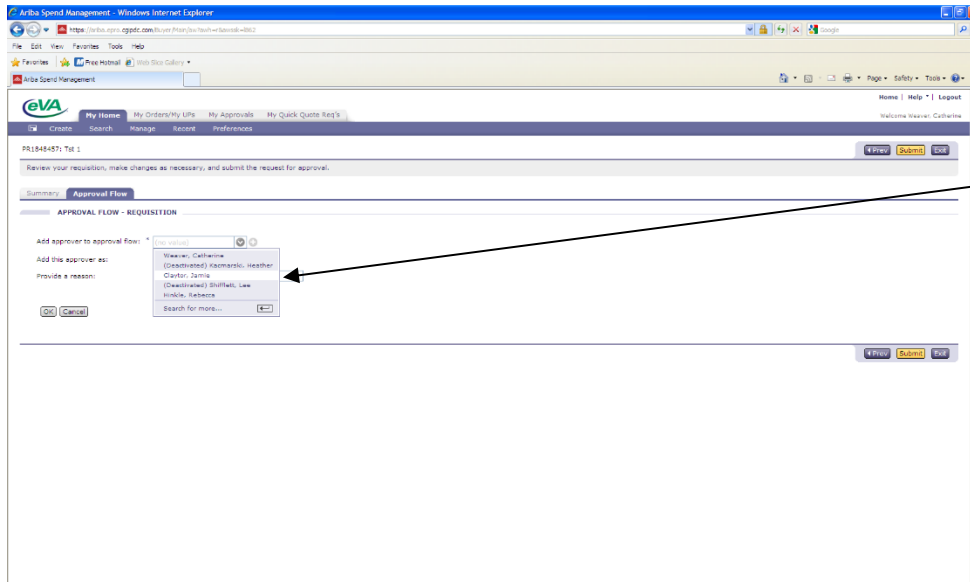 Ariba Spend Management - Windows Internet Explorer
Google
File Edit View Favorites Tools Help
Favorites Free Hotmail Web Slice Gallery
Ariba Spend Management Page Safety Tools
Home | Help | Logout
eVA
My Home My Orders/My UPs My Approvals My Quick Quote Req's
Welcome Weaver, Catherine
Create Search Manage Recent Preferences
PR1848457: Tst 1 Prev Submit Exit
Review your requisition, make changes as necessary, and submit the request for approval.
Summary Approval Flow
APPROVAL FLOW - REQUISITION
Add approver to approval flow: * (no value)
Add this approver as:
Provide a reason:
Weaver, Catherine
(Deactivated) Kacmarski, Heather
Claytor, Jamie
(Deactivated) Shifflett, Lee
Hinkle, Rebecca
Search for more...
OK Cancel
Prev Submit Exit